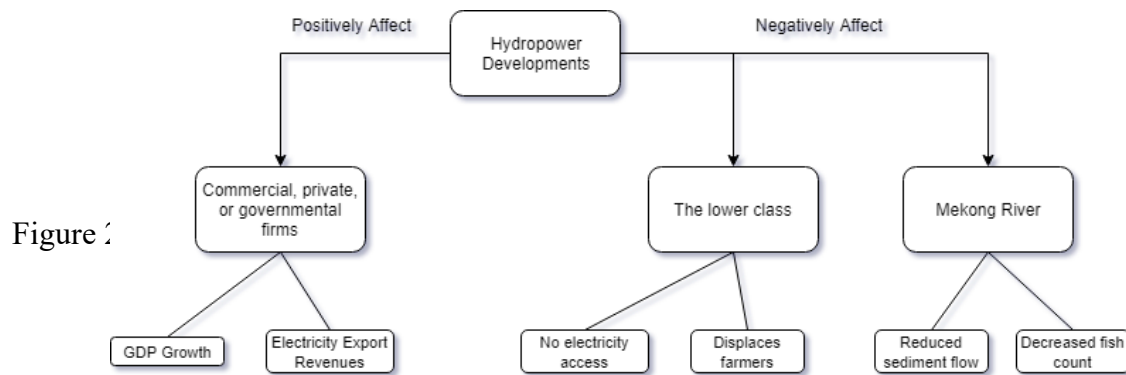 Positively Affect
Hydropower
Developments
Negatively Affect
Commercial, private,
or governmental
firms
The lower class
Mekong River
Figure 2
GDP Growth
Electricity Export
Revenues
No electricity
access
Displaces
farmers
Reduced
sediment flow
Decreased fish
count